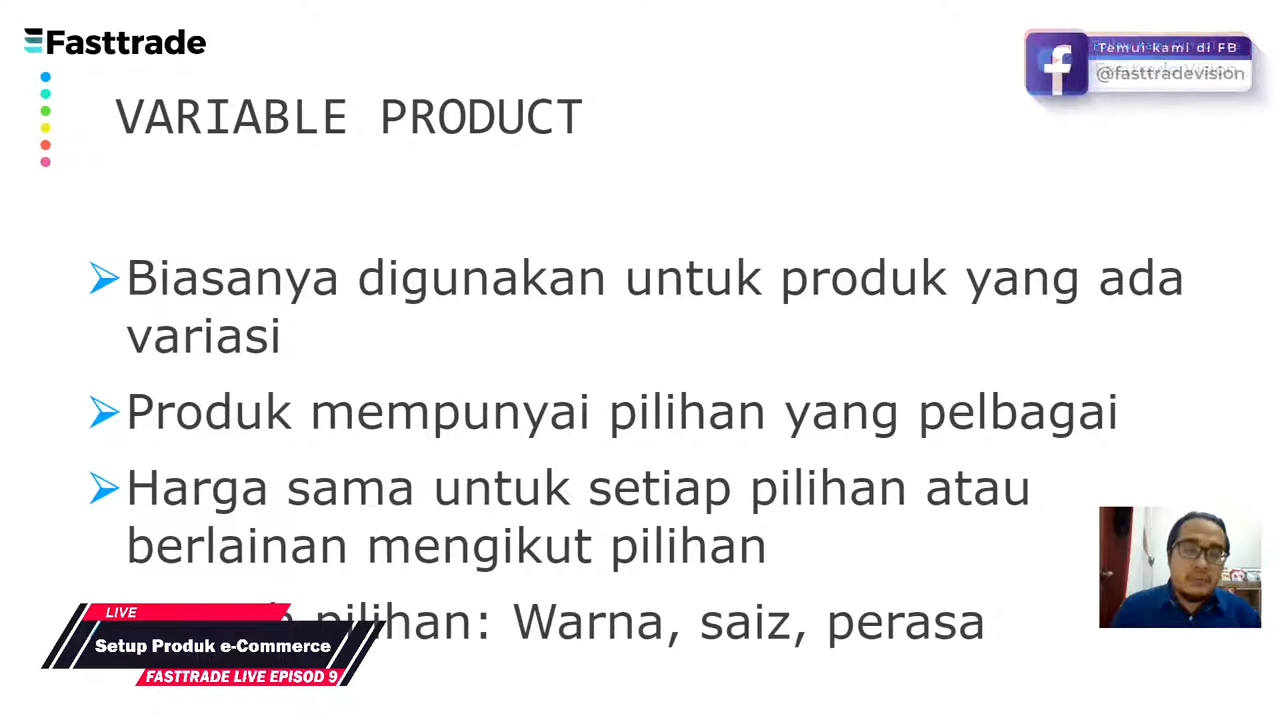 Fasttrade
Temui kami di FB
@fasttradevision
VARIABLE PRODUCT
Biasanya digunakan untuk produk yang ada
variasi
Produk mempunyai pilihan yang pelbagai
Harga sama untuk setiap pilihan atau
berlainan mengikut pilihan
pilihan: Warna, saiz, perasa
LIVE
Setup Produk e-Commerce
FASTTRADE LIVE EPISOD 9